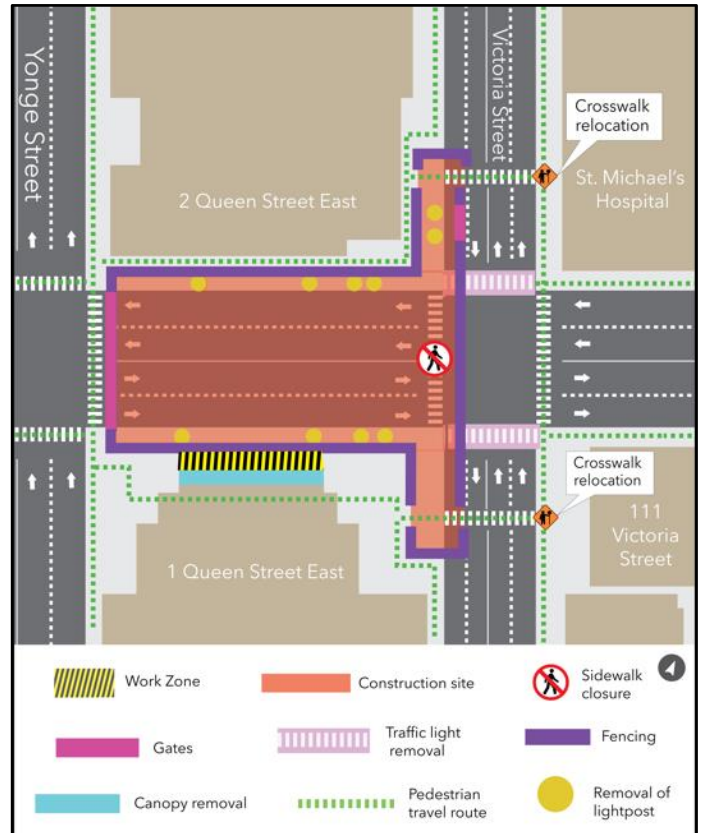 Yonge Street
Victoria Street
Crosswalk
relocation
2 Queen Street East
St. Michael's
Hospital
Crosswalk
relocation
1 Queen Street East
111
Victoria
Street
Work Zone
Construction site
Sidewalk
closure
Gates
Traffic light
removal
Fencing
Canopy removal
Pedestrian
travel route
Removal of
lightpost